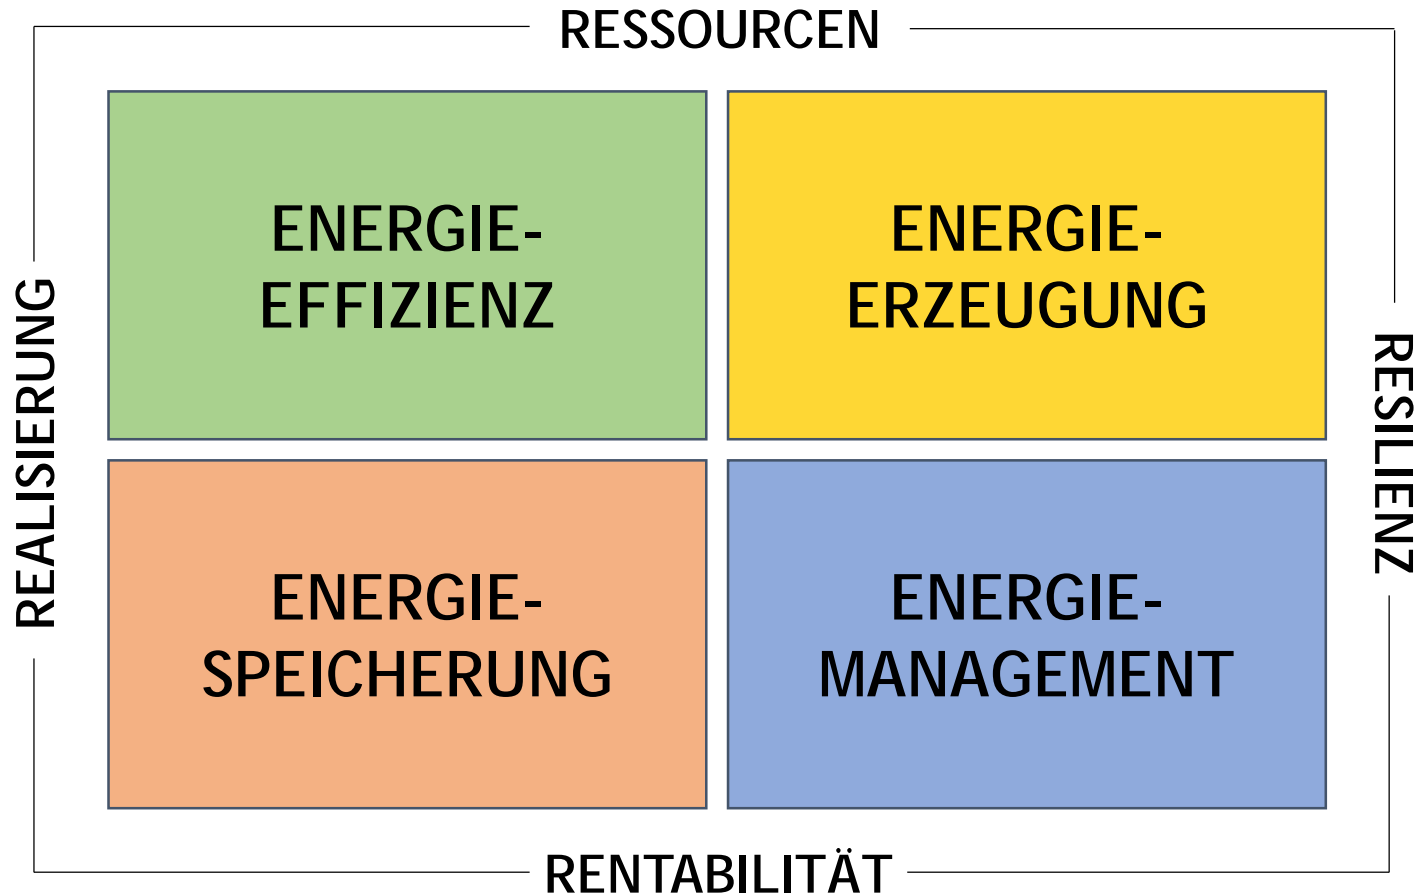 RESSOURCEN
ENERGIE-
EFFIZIENZ
ENERGIE-
ERZEUGUNG
REALISIERUNG
RESILIENZ
ENERGIE-
SPEICHERUNG
ENERGIE-
MANAGEMENT
RENTABILITÄT